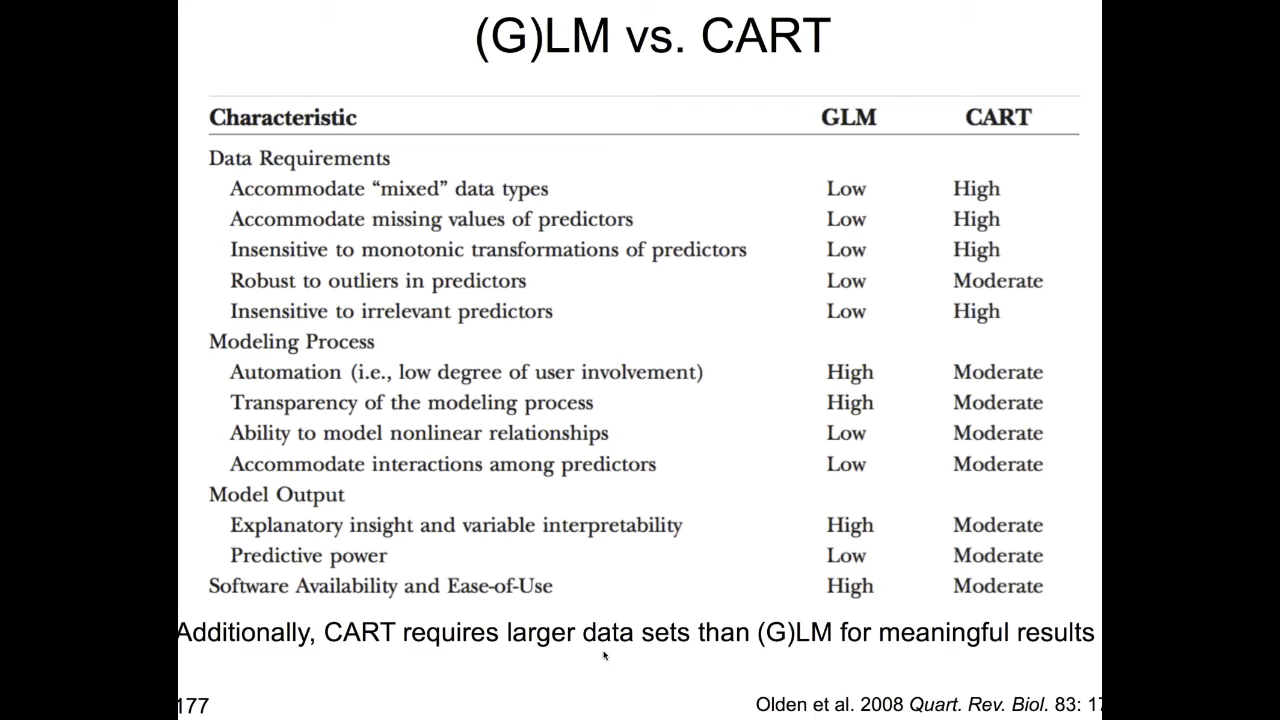 (G)LM vs. CART
Characteristic GLM CART
Data Requirements
Accommodate “mixed” data types Low High
Accommodate missing values of predictors Low High
Insensitive to monotonic transformations of predictors Low High
Robust to outliers in predictors Low Moderate
Insensitive to irrelevant predictors Low High
Modeling Process
Automation (i.e., low degree of user involvement) High Moderate
Transparency of the modeling process High Moderate
Ability to model nonlinear relationships Low Moderate
Accommodate interactions among predictors Low Moderate
Model Output
Explanatory insight and variable interpretability High Moderate
Predictive power Low Moderate
Software Availability and Ease-of-Use High Moderate
Additionally, CART requires larger data sets than (G)LM for meaningful results
177 Olden et al. 2008 Quart. Rev. Biol. 83: